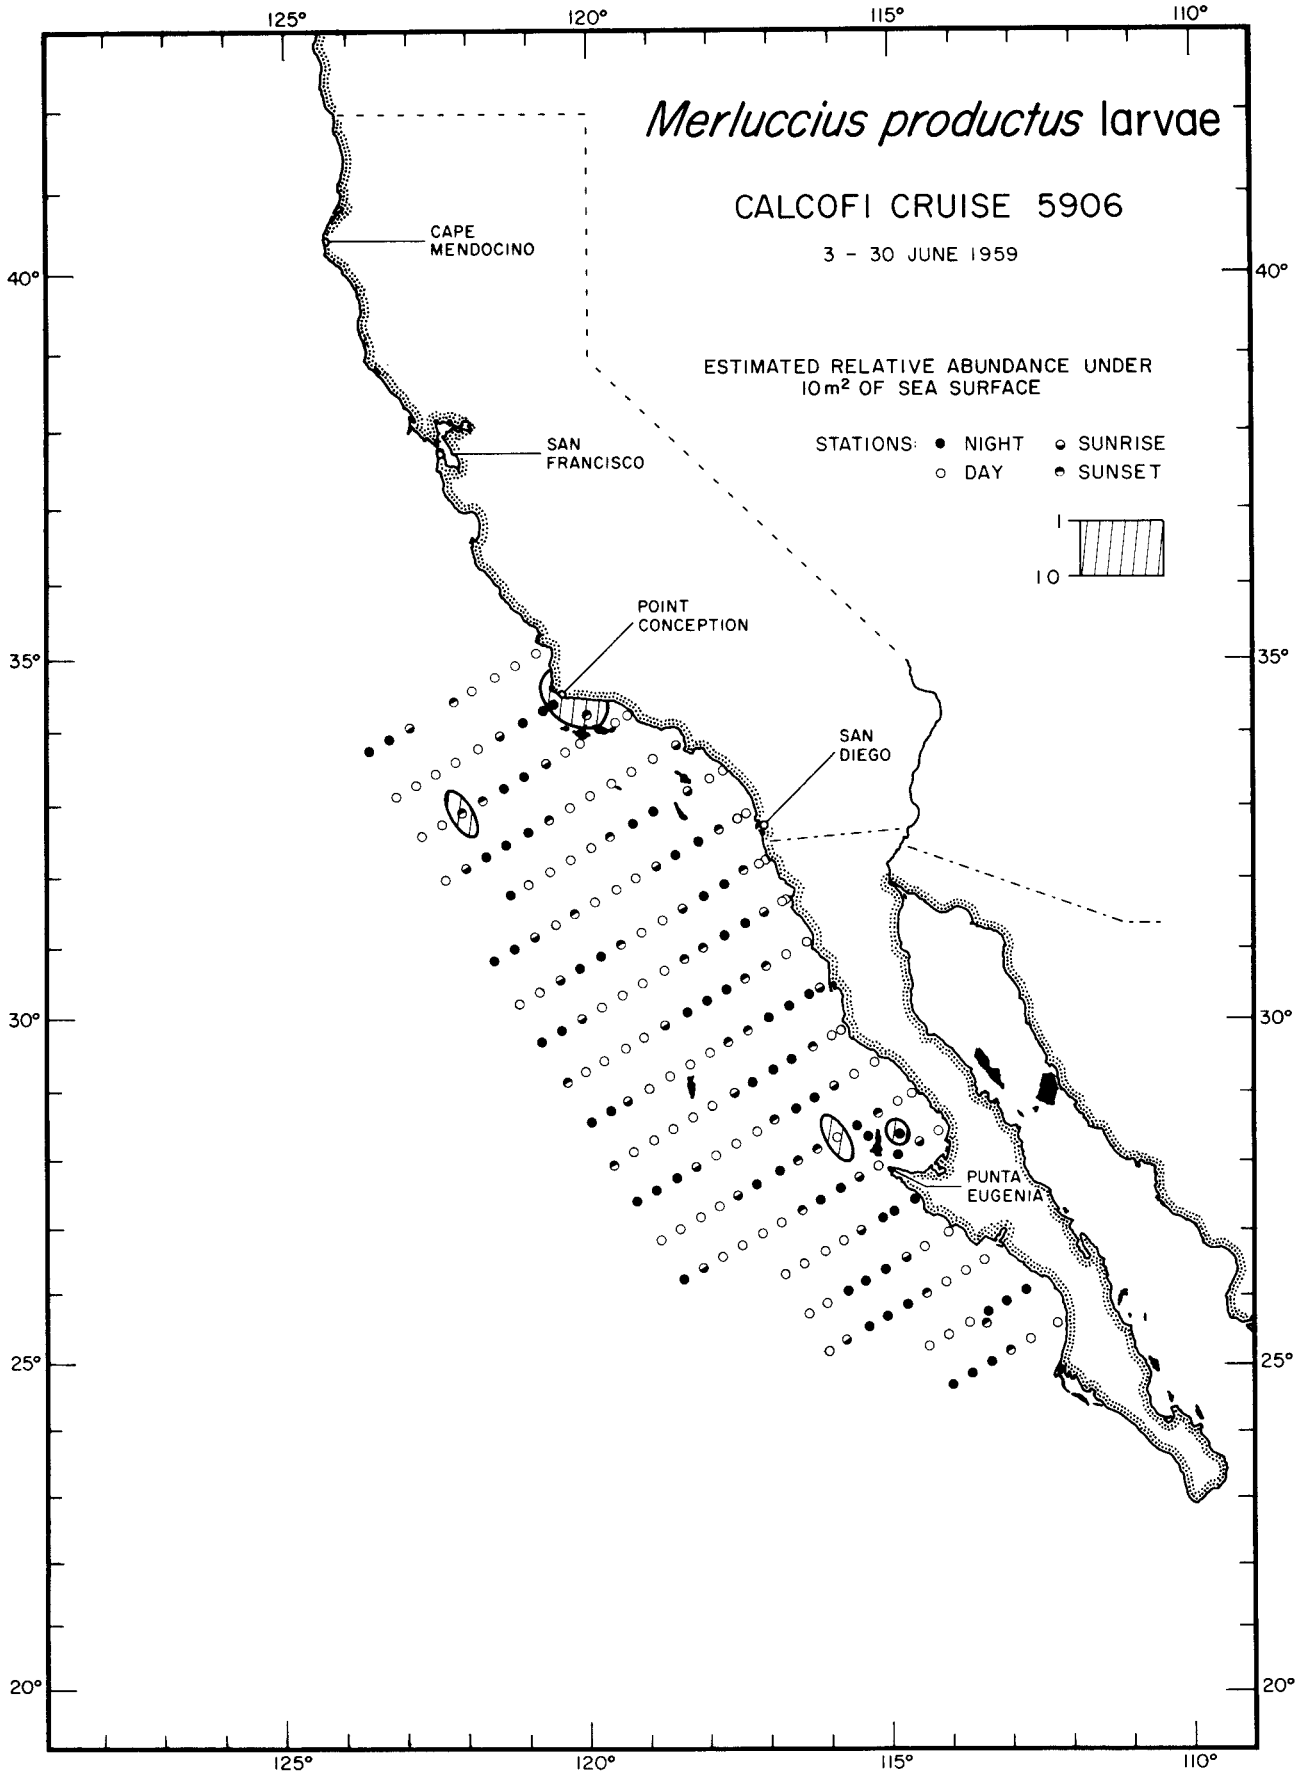 125° 120° 115° 110°
Merluccius productus larvae
CALCOFI CRUISE 5906
3 - 30 JUNE 1959
CAPE
MENDOCINO
40° 40°
ESTIMATED RELATIVE ABUNDANCE UNDER
10m² OF SEA SURFACE
STATIONS: ● NIGHT SUNRISE
○ DAY SUNSET
SAN
FRANCISCO
1
10
POINT
CONCEPTION
35° 35°
SAN
DIEGO
30° 30°
PUNTA
EUGENIA
25° 25°
20° 20°
125° 120° 115° 110°